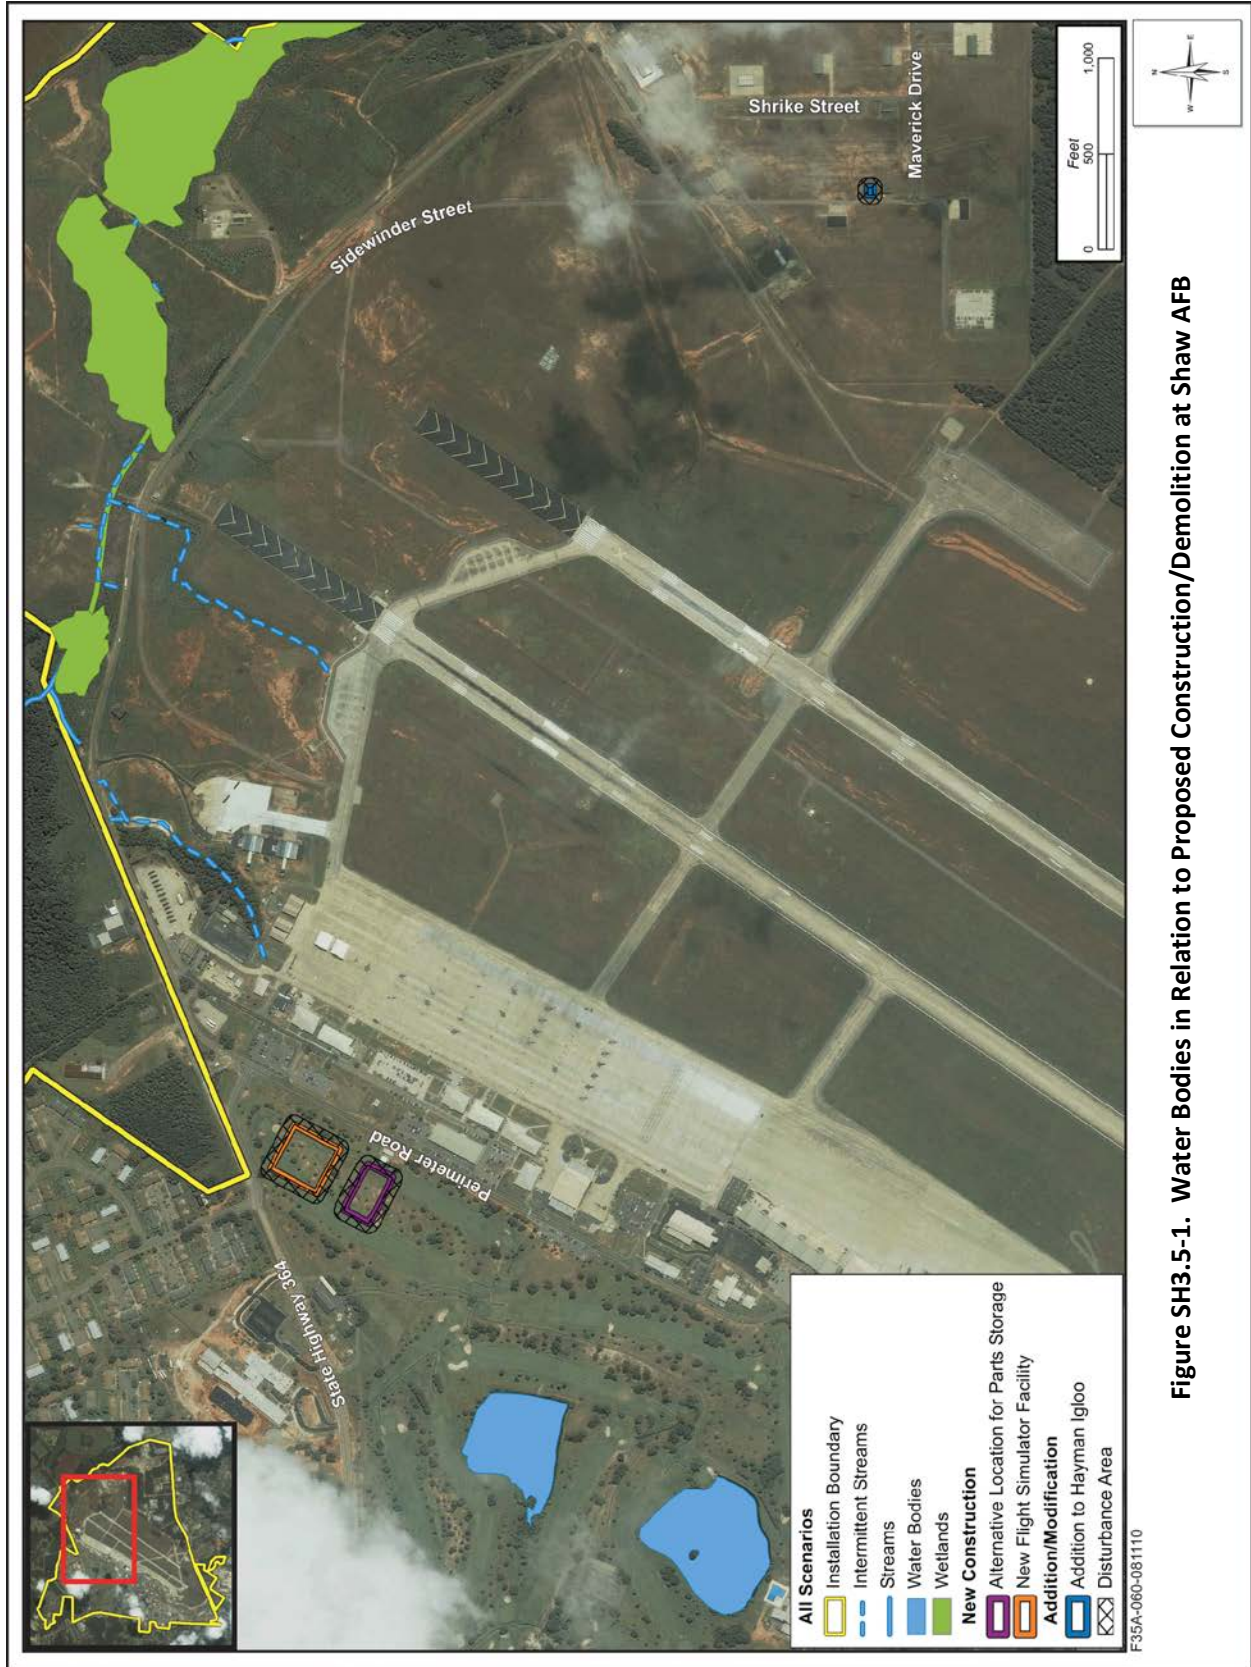 Shrike Street
Maverick Drive
Sidewinder Street
Perimeter Road
State Highway 364
Feet
0 500 1,000
N
W E
S
All Scenarios
Installation Boundary
Intermittent Streams
Streams
Water Bodies
Wetlands
New Construction
Alternative Location for Parts Storage
New Flight Simulator Facility
Addition/Modification
Addition to Hayman Igloo
Disturbance Area
F35A-060-081110
Figure SH3.5-1. Water Bodies in Relation to Proposed Construction/Demolition at Shaw AFB